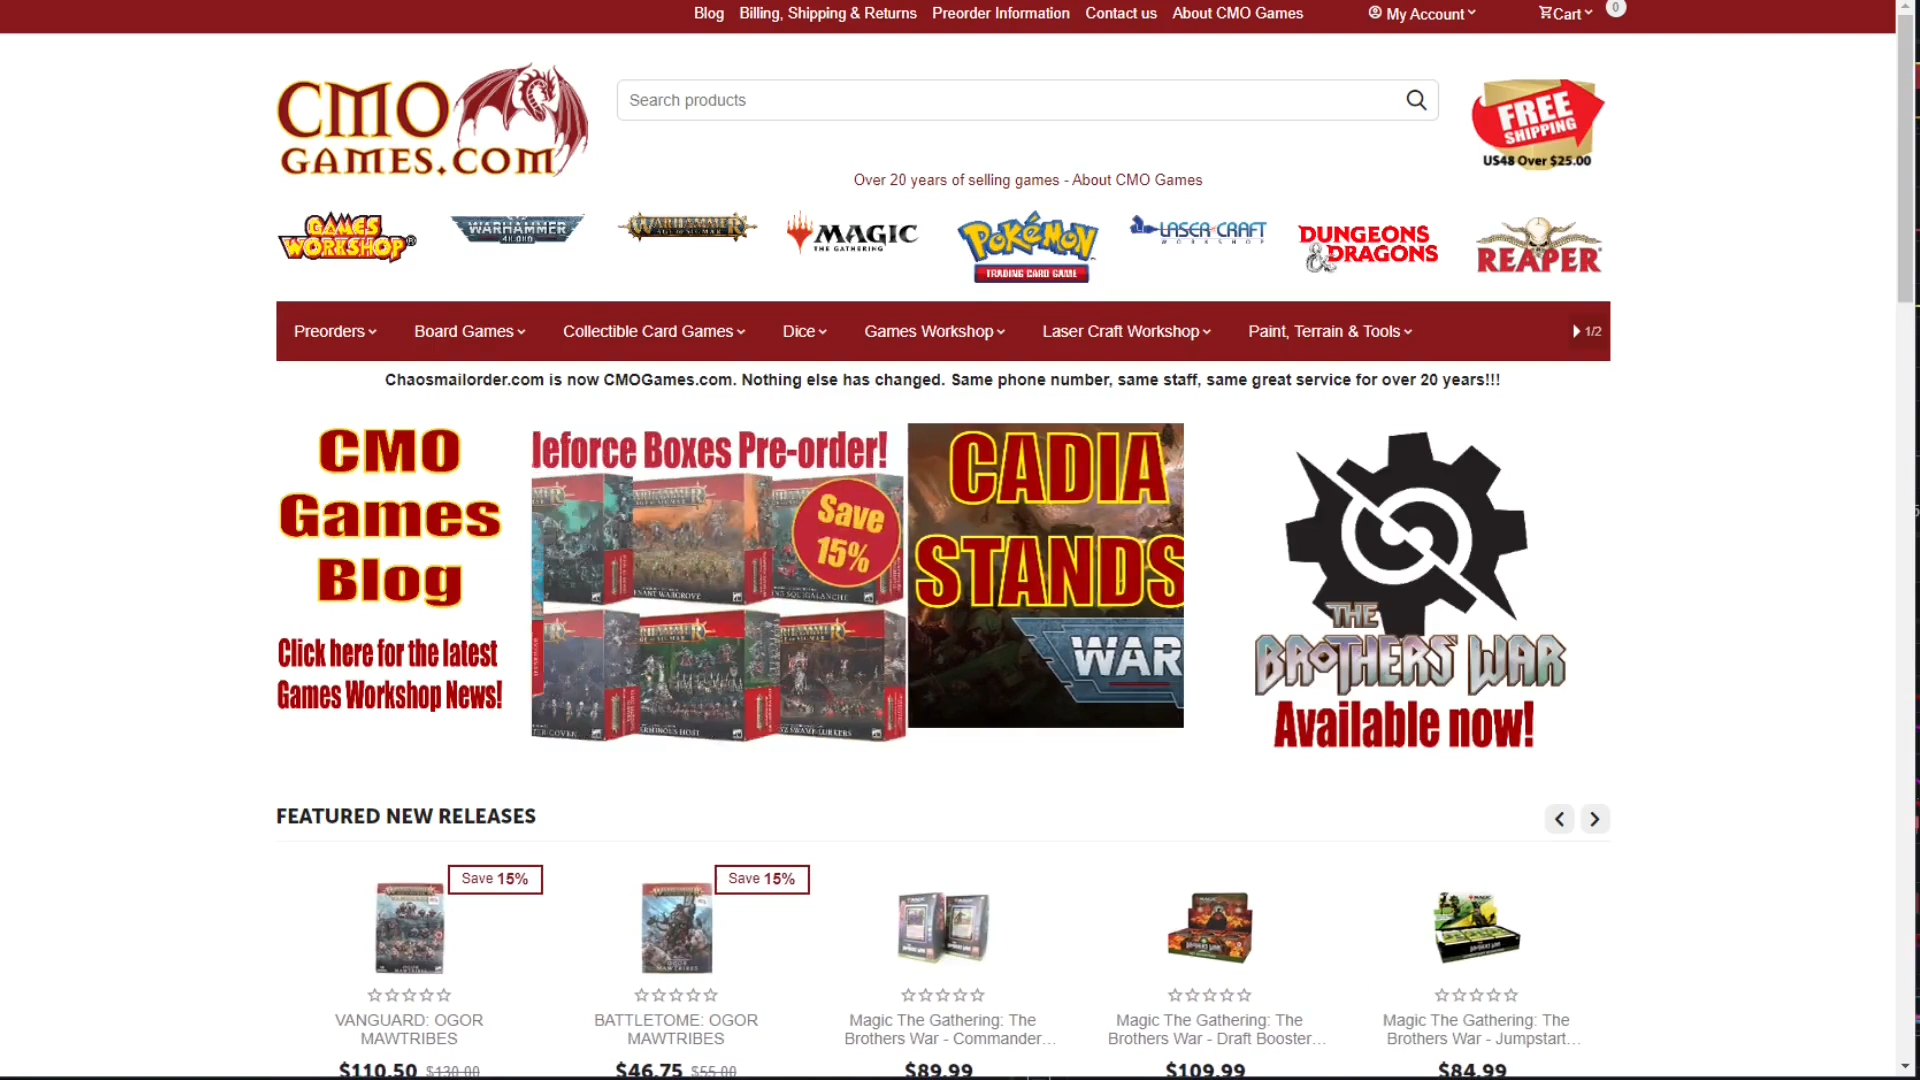 Blog Billing, Shipping & Returns Preorder Information Contact us About CMO Games My Account Cart 0
CMO
GAMES.COM
Search products
FREE
SHIPPING
US48 Over $25.00
Over 20 years of selling games - About CMO Games
GAMES
WORKSHOP
WARHAMMER
40,000
WARHAMMER
AGE OF SIGMAR
MAGIC
THE GATHERING
POKéMON
TRADING CARD GAME
LASER CRAFT
WORKSHOP
DUNGEONS
& DRAGONS
REAPER
Preorders Board Games Collectible Card Games Dice Games Workshop Laser Craft Workshop Paint, Terrain & Tools 1/2
Chaosmailorder.com is now CMOGames.com. Nothing else has changed. Same phone number, same staff, same great service for over 20 years!!!
CMO
Games
Blog
Click here for the latest
Games Workshop News!
leforce Boxes Pre-order!
Save
15%
CADIA
STANDS
WAR
THE
BROTHERS' WAR
Available now!
FEATURED NEW RELEASES
Save 15%
Save 15%
VANGUARD: OGOR
MAWTRIBES
$110.50 $130.00
BATTLETOME: OGOR
MAWTRIBES
$46.75 $55.00
Magic The Gathering: The
Brothers War - Commander...
$89.99
Magic The Gathering: The
Brothers War - Draft Booster...
$109.99
Magic The Gathering: The
Brothers War - Jumpstart...
$84.99